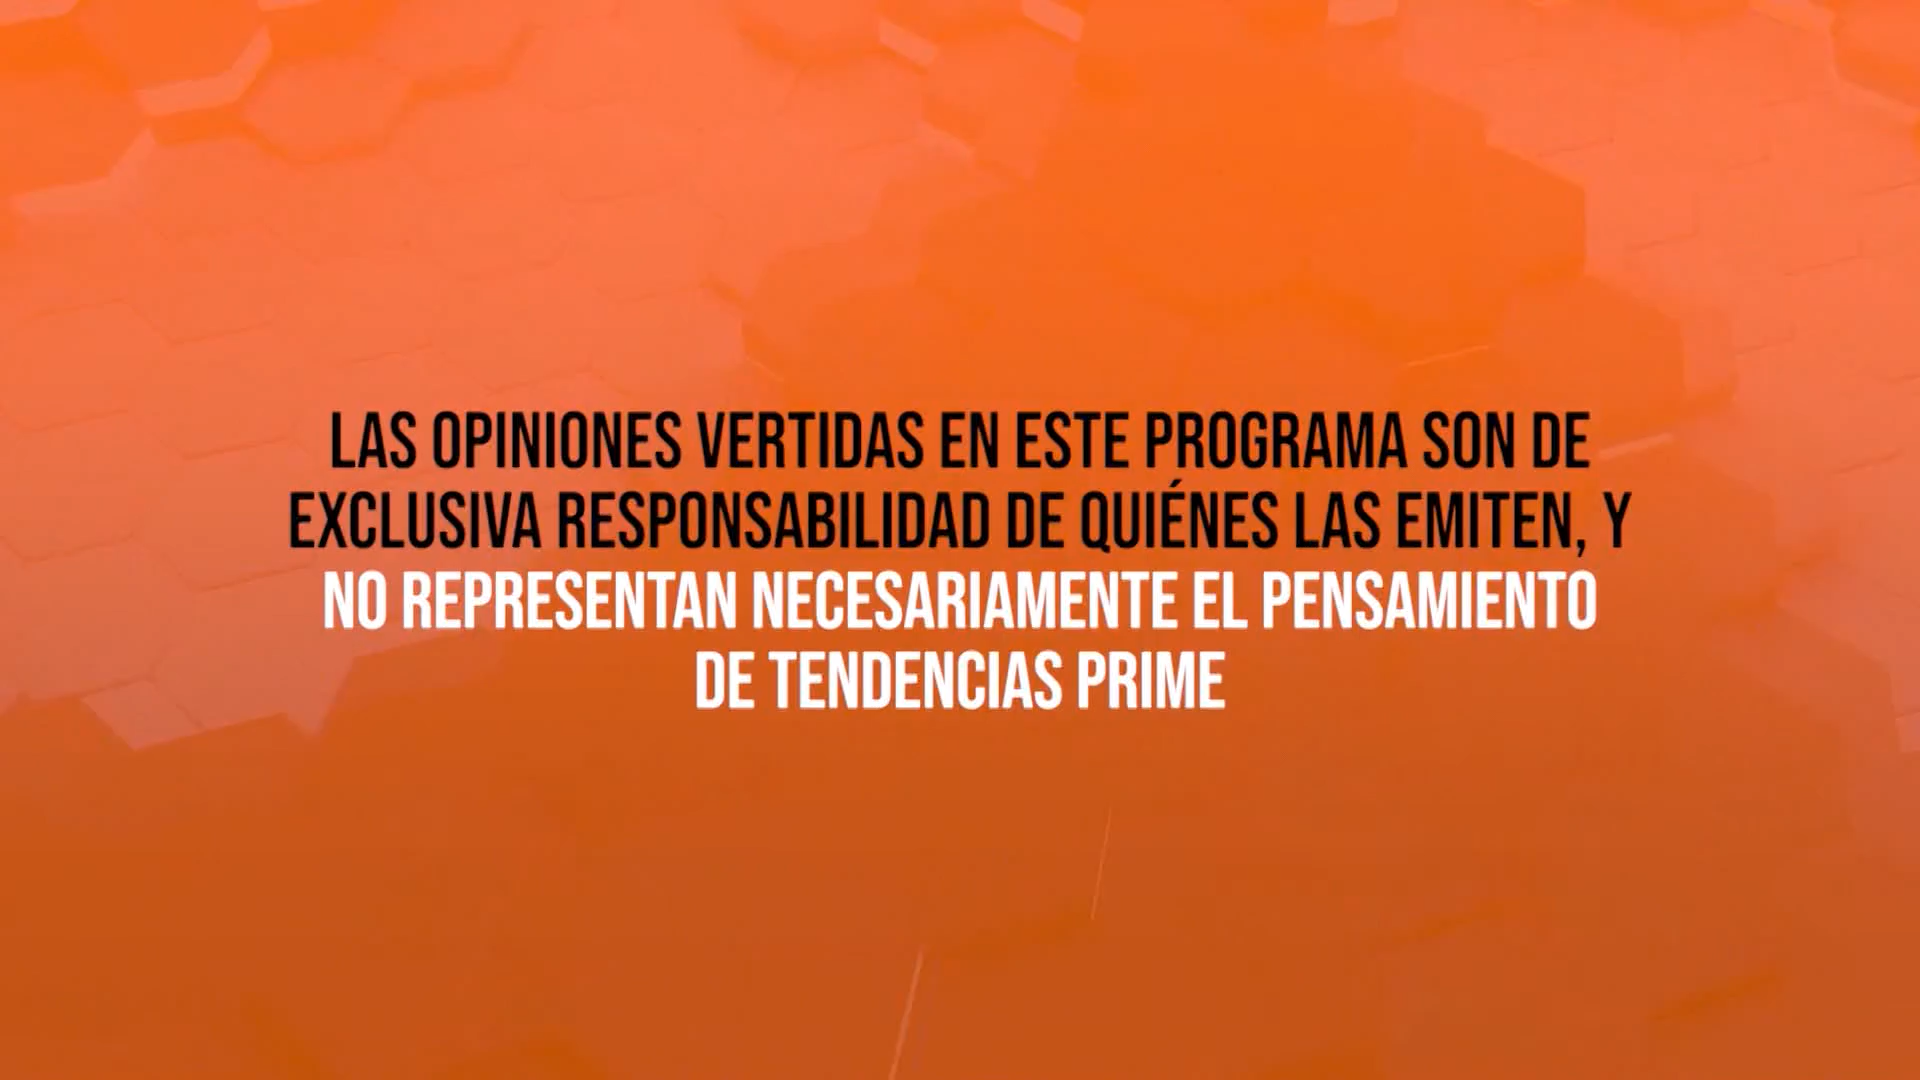 LAS OPINIONES VERTIDAS EN ESTE PROGRAMA SON DE
EXCLUSIVA RESPONSABILIDAD DE QUIÉNES LAS EMITEN, Y
NO REPRESENTAN NECESARIAMENTE EL PENSAMIENTO
DE TENDENCIAS PRIME